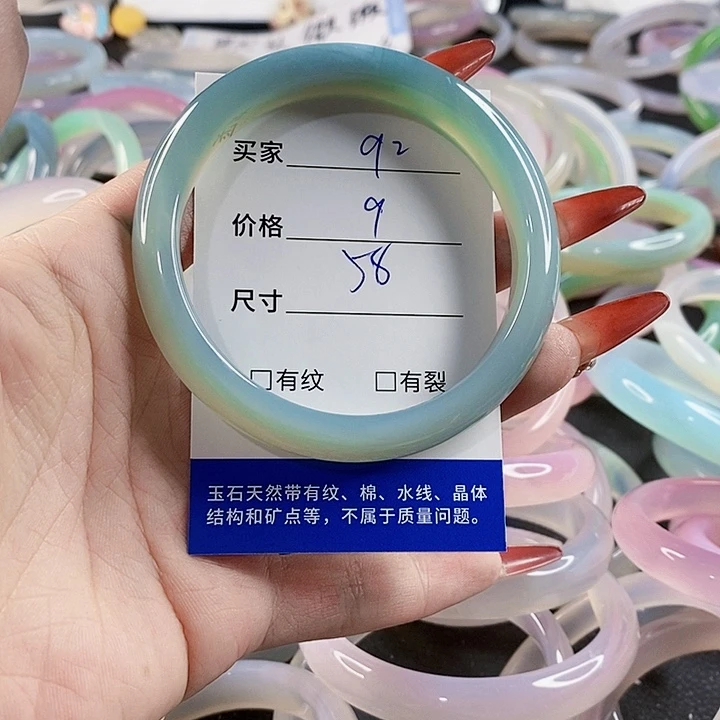 买家 92
价格 9
尺寸 58
□有纹 □有裂
玉石天然带有纹、棉、水线、晶体
结构和矿点等，不属于质量问题。